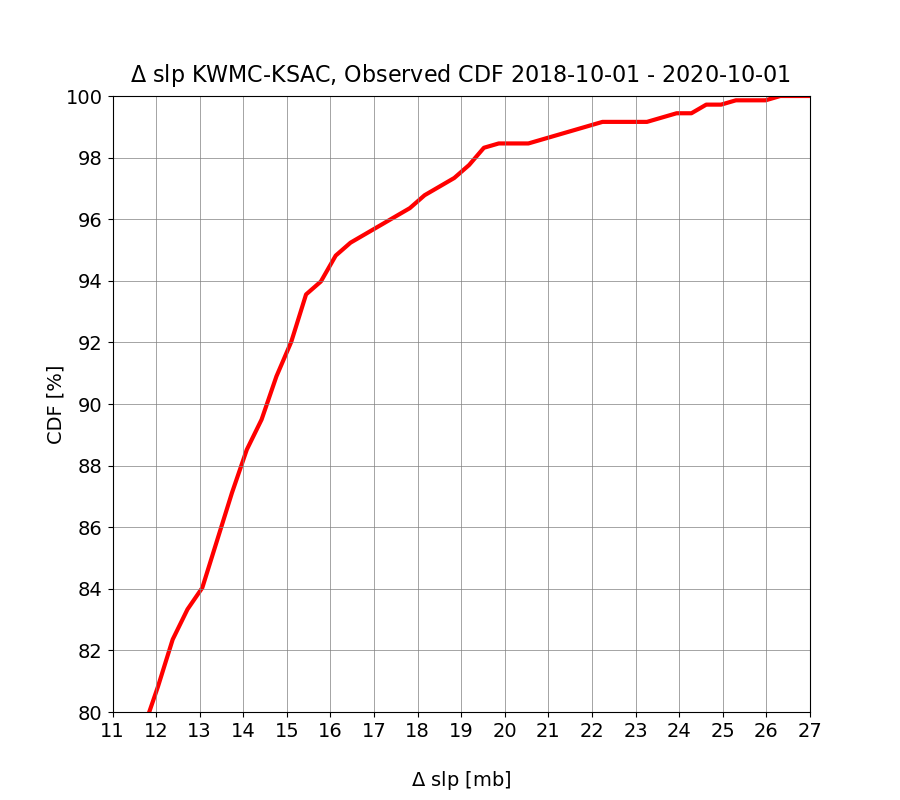 Δ slp KWMC-KSAC, Observed CDF 2018-10-01 - 2020-10-01
100
98
96
94
92
90
88
86
84
82
80
CDF [%]
11 12 13 14 15 16 17 18 19 20 21 22 23 24 25 26 27
Δ slp [mb]